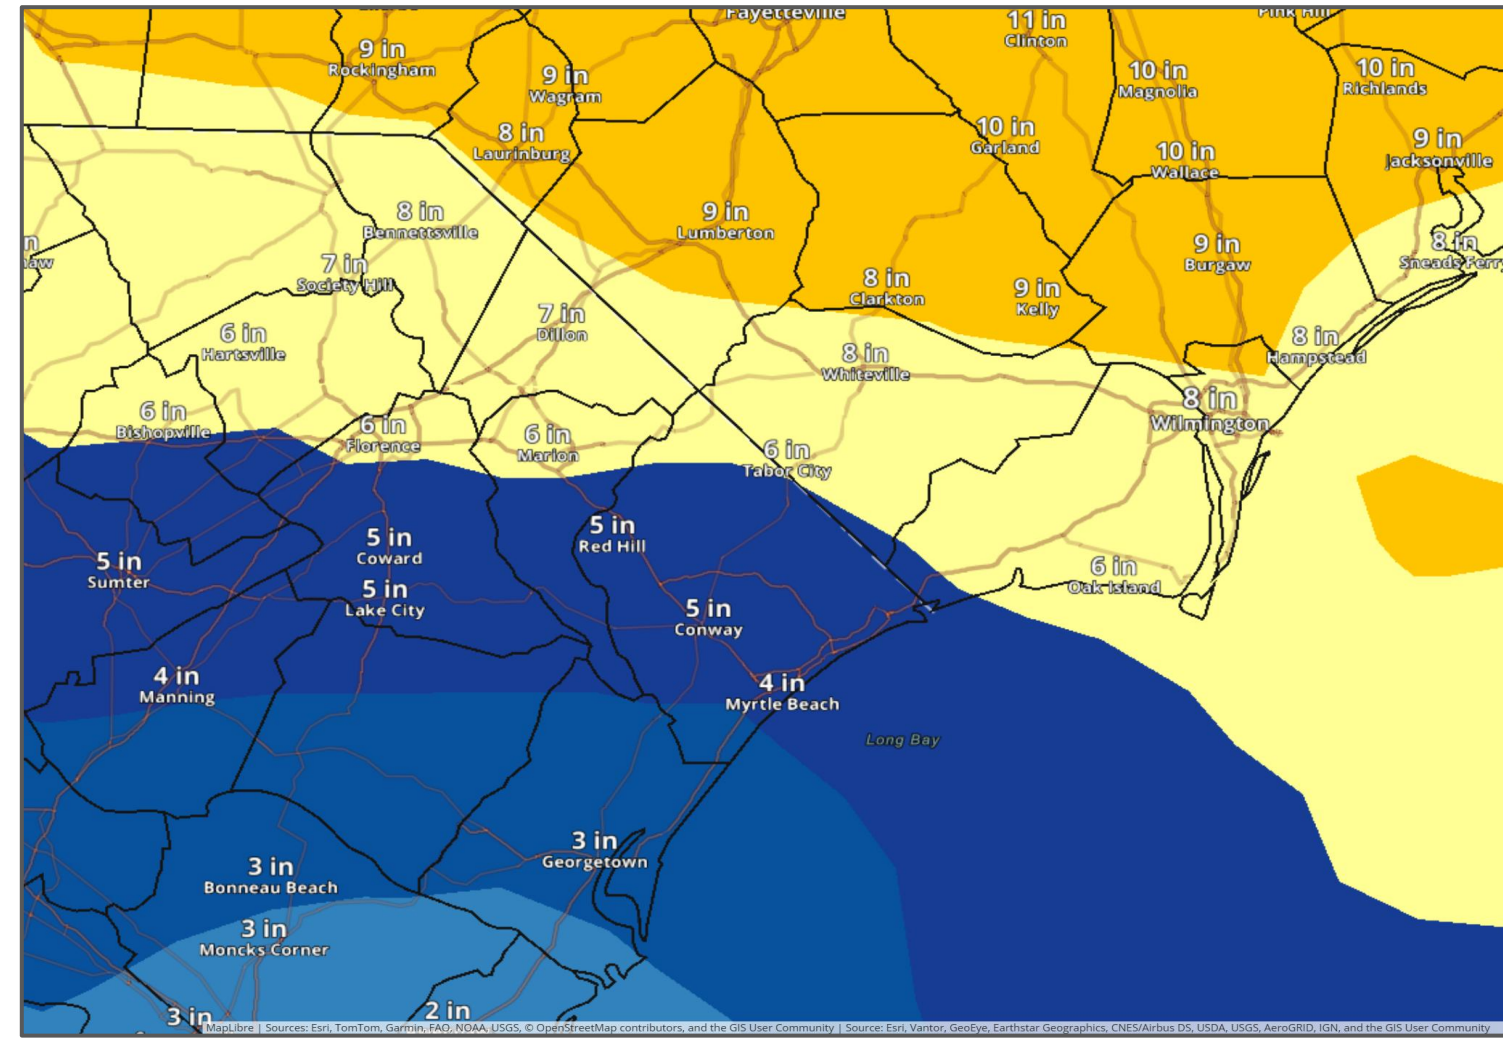 Fayetteville
11 in
Clinton
Pink Hill
9 in
Rockingham
9 in
Wagram
10 in
Magnolia
10 in
Richlands
8 in
Laurinburg
10 in
Garland
10 in
Wallace
9 in
Jacksonville
8 in
Bennettsville
9 in
Lumberton
9 in
Burgaw
8 in
Sneads Ferry
7 in
Society Hill
8 in
Clarkton
9 in
Kelly
6 in
Hartsville
7 in
Dillon
8 in
Whiteville
8 in
Hampstead
6 in
Bishopville
6 in
Florence
6 in
Marion
6 in
Tabor City
8 in
Wilmington
5 in
Sumter
5 in
Coward
5 in
Red Hill
6 in
Oak Island
5 in
Lake City
5 in
Conway
4 in
Manning
4 in
Myrtle Beach
Long Bay
3 in
Bonneau Beach
3 in
Georgetown
3 in
Moncks Corner
3 in
2 in
MapLibre | Sources: Esri, TomTom, Garmin, FAO, NOAA, USGS, © OpenStreetMap contributors, and the GIS User Community | Source: Esri, Vantor, GeoEye, Earthstar Geographics, CNES/Airbus DS, USDA, USGS, AeroGRID, IGN, and the GIS User Community